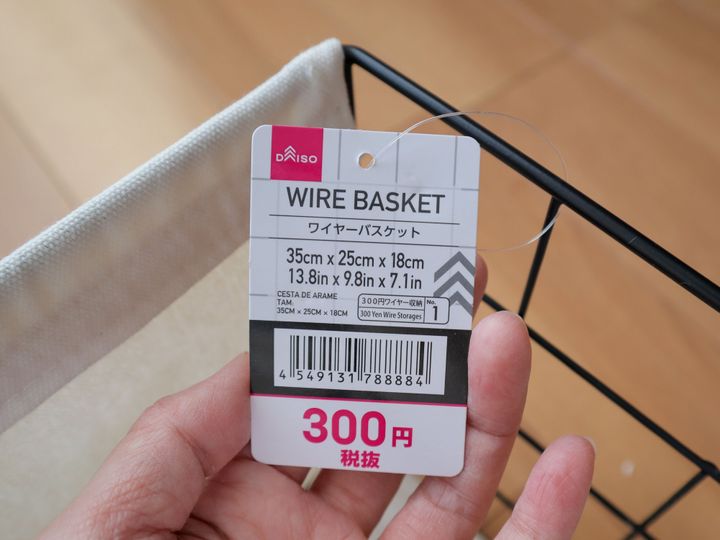 DAISO
WIRE BASKET
ワイヤーバスケット
35cm x 25cm x 18cm
13.8in x 9.8in x 7.1in
CESTA DE ARAME
TAM:
35CM × 25CM × 18CM
300円ワイヤー収納
300 Yen Wire Storages
No.
1
4 549131 788884
300円
税抜